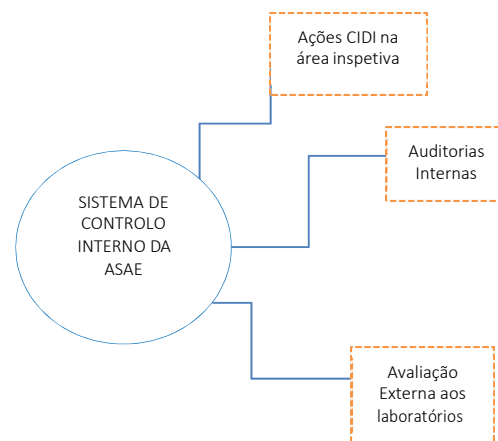 Ações CIDI na
área inspetiva
Auditorias
Internas
SISTEMA DE
CONTROLO
INTERNO DA
ASAE
Avaliação
Externa aos
laboratórios